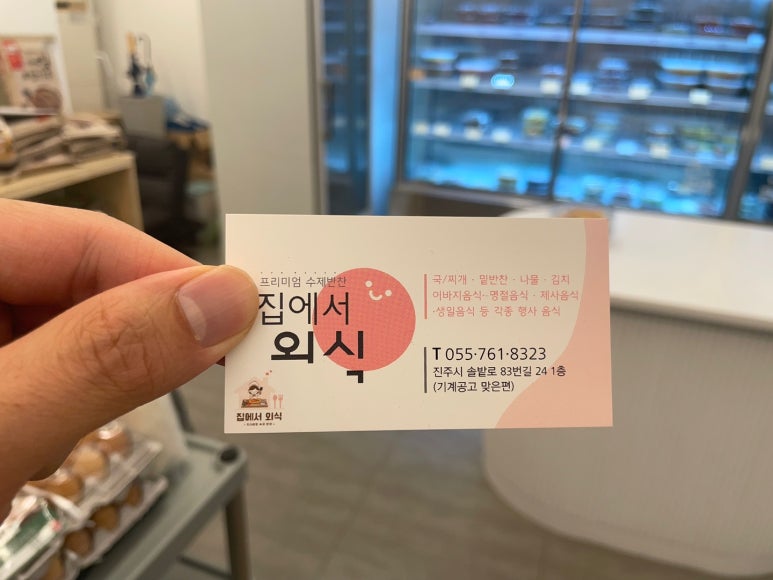 프리미엄 수제반찬
집에서
외식
집에서 외식
국/찌개 · 밑반찬 · 나물 · 김치
이바지음식 · 명절음식 · 제사음식
·생일음식 등 각종 행사 음식
T 055·761·8323
진주시 솔밭로 83번길 24 1층
(기계공고 맞은편)